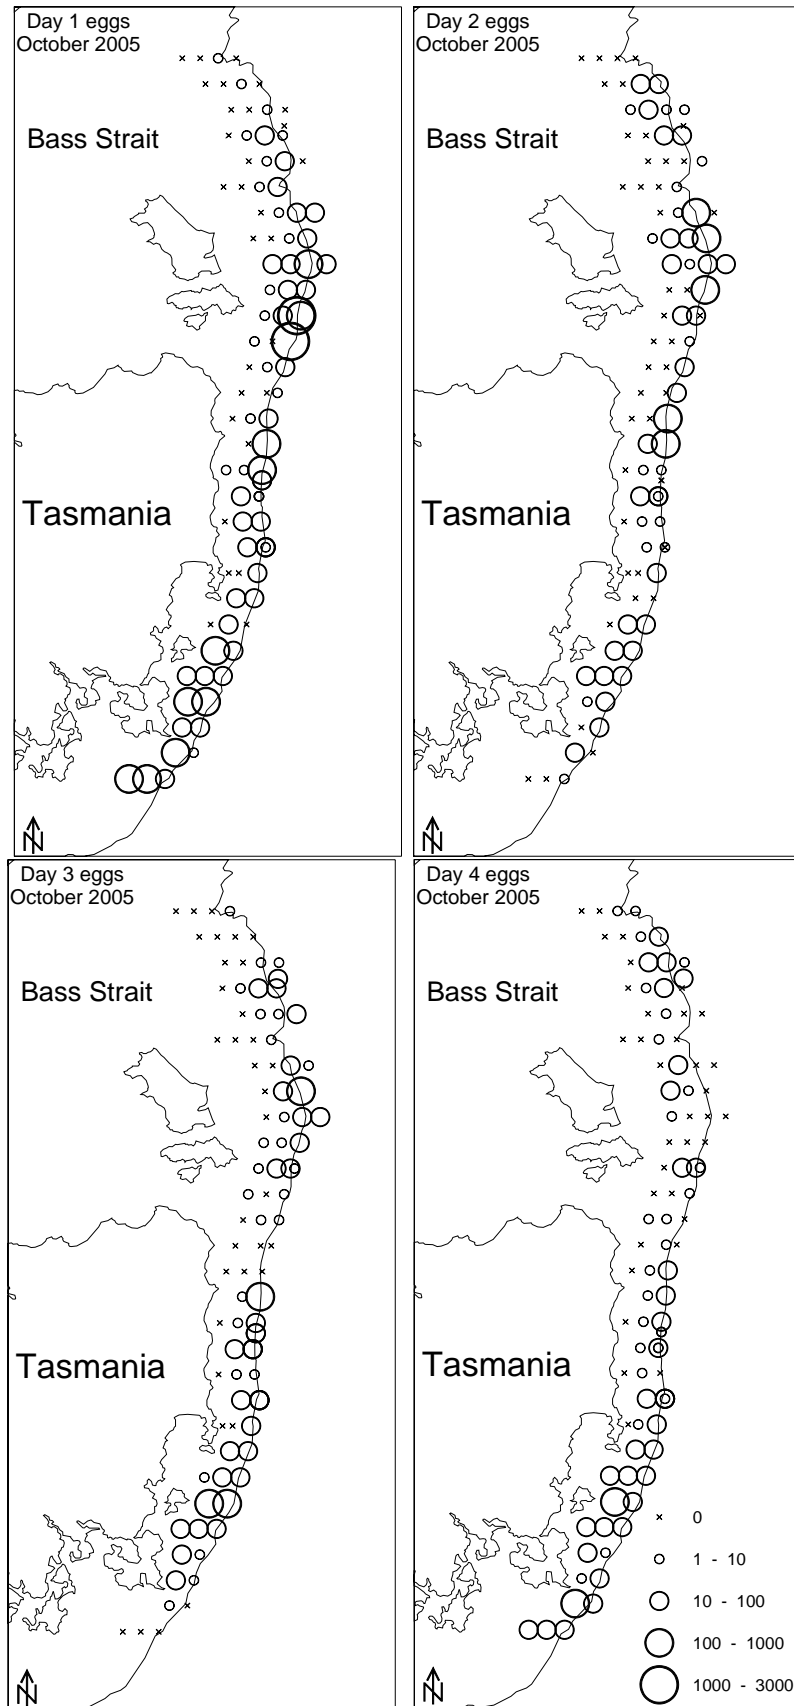 Day 1 eggs
October 2005
Bass Strait
Tasmania
N
Day 2 eggs
October 2005
Bass Strait
Tasmania
N
Day 3 eggs
October 2005
Bass Strait
Tasmania
N
Day 4 eggs
October 2005
Bass Strait
Tasmania
0
1 - 10
10 - 100
100 - 1000
1000 - 3000
N